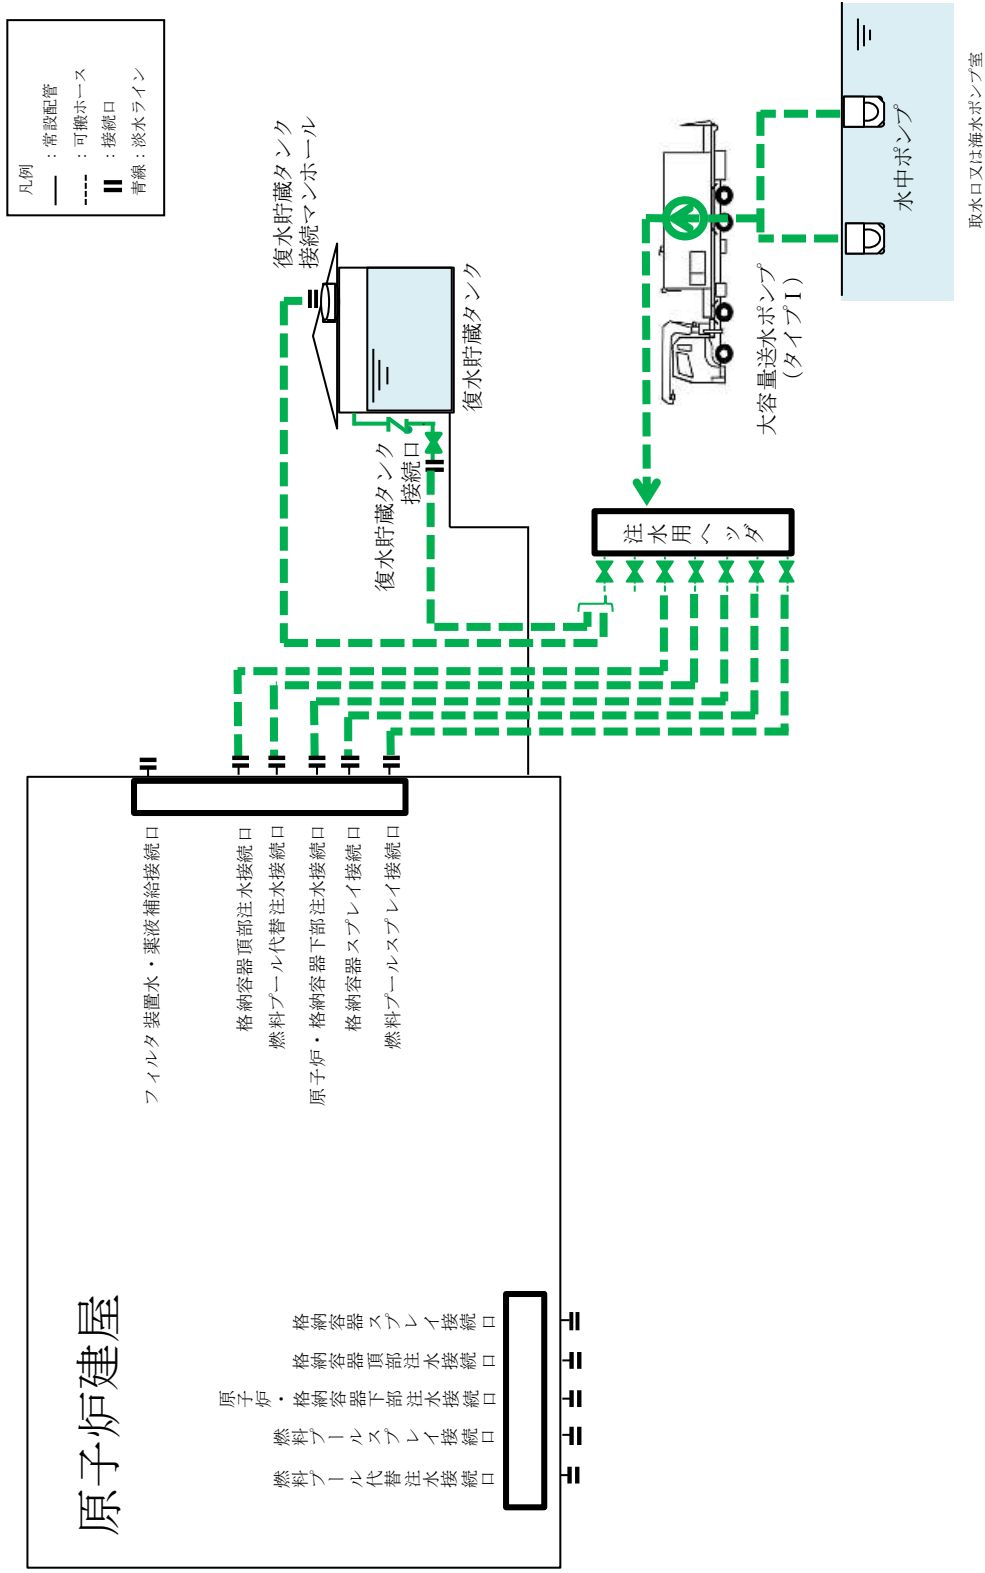 凡例
：常設配管
：可搬ホース
：接続口
青線：淡水ライン
復水貯蔵タンク
接続マンホール
復水貯蔵タンク
復水貯蔵タンク
接続口
大容量送水ポンプ
（タイプⅠ）
水中ポンプ
取水口又は海水ポンプ室
注水用ヘッダ
フィルタ装置水・薬液補給接続口
格納容器頂部注水接続口
燃料プール代替注水接続口
原子炉・格納容器下部注水接続口
格納容器スプレイ接続口
燃料プールスプレイ接続口
原子炉建屋
格納容器スプレイ接続口
格納容器頂部注水接続口
原子炉・格納容器下部注水接続口
燃料プールスプレイ接続口
燃料プール代替注水接続口